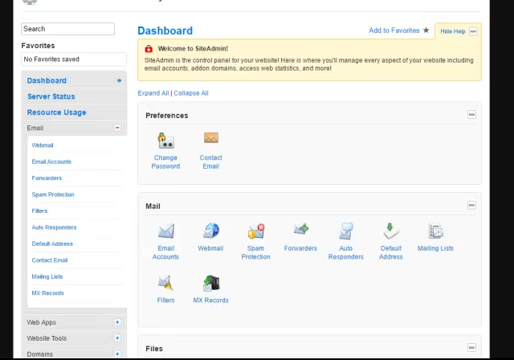 Search
Favorites
No Favorites saved
Dashboard
Server Status
Resource Usage
Email
Webmail
Email Accounts
Forwarders
Spam Protection
Filters
Auto Responders
Default Address
Contact Email
Mailing Lists
MX Records
Web Apps
Website Tools
Domains
Dashboard
Add to Favorites
Hide Help
Welcome to SiteAdmin!
SiteAdmin is the control panel for your website! Here is where you'll manage every aspect of your website including
email accounts, addon domains, access web statistics, and more!
Expand All | Collapse All
Preferences
Change
Password
Contact
Email
Mail
Email
Accounts
Webmail
Spam
Protection
Forwarders
Auto
Responders
Default
Address
Mailing Lists
Filters
MX Records
Files